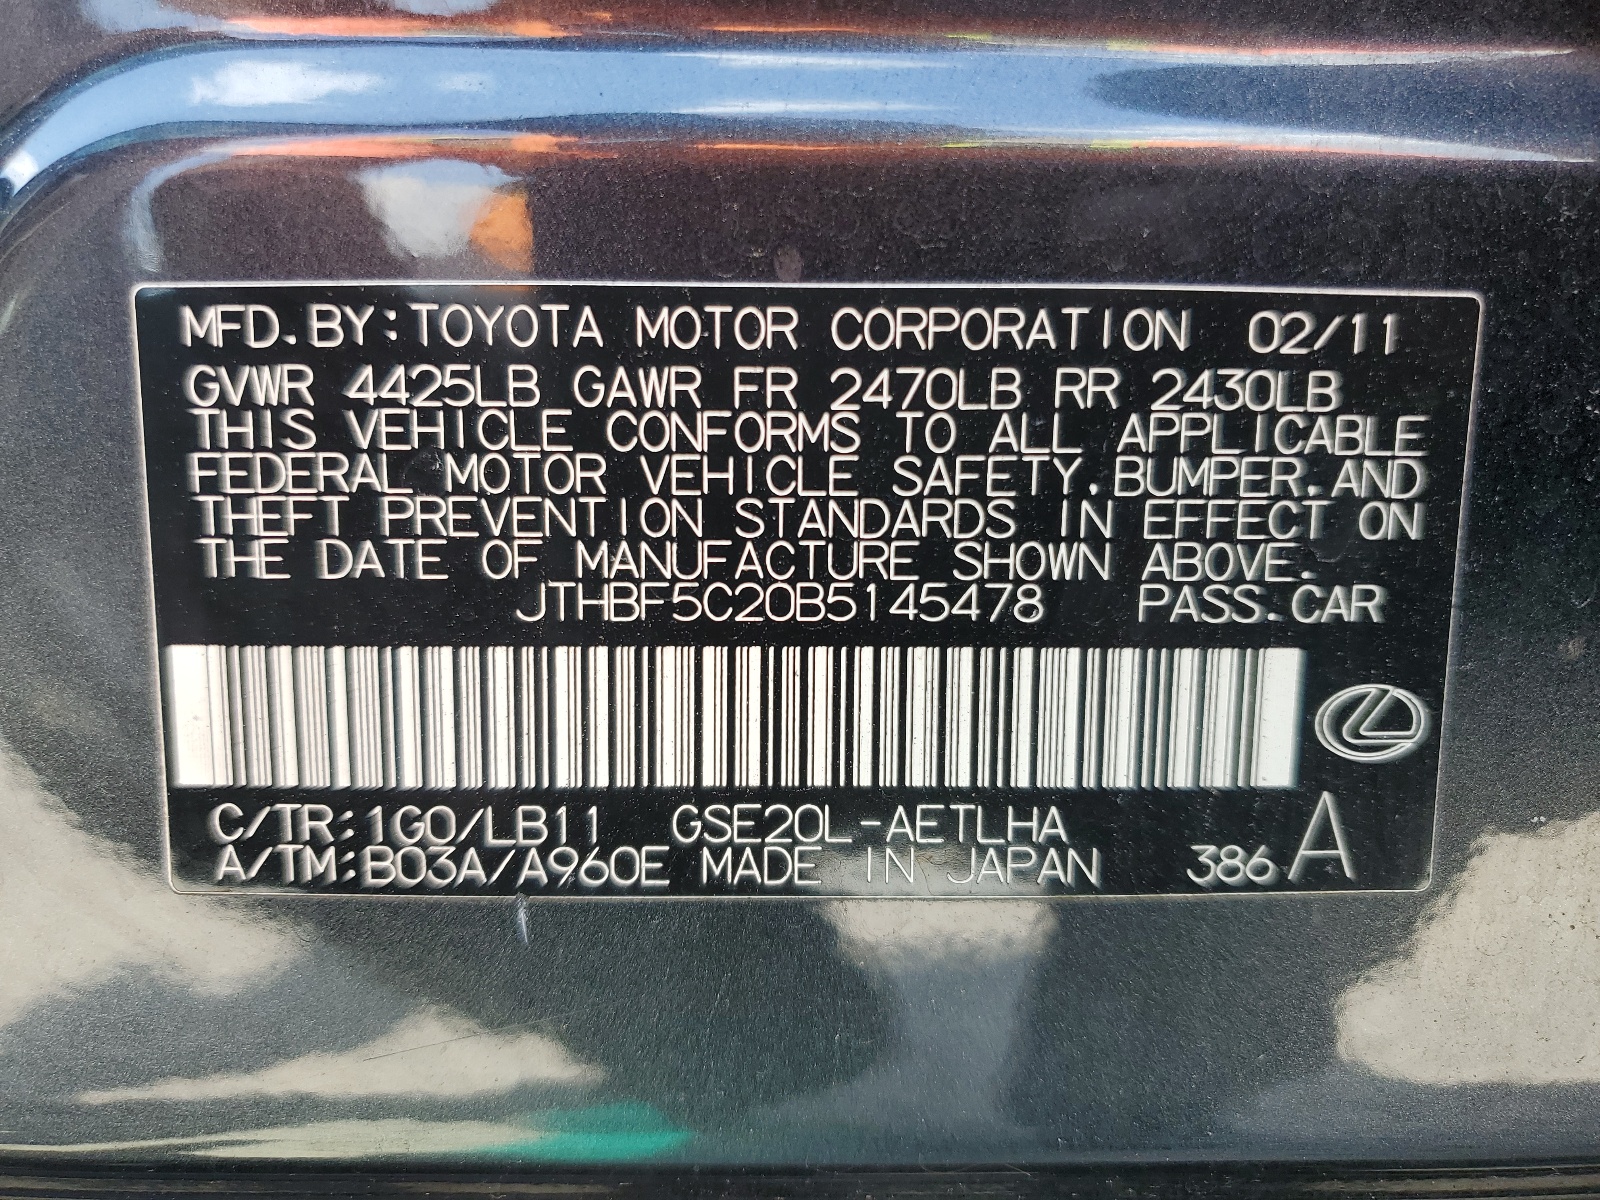 MFD. BY: TOYOTA MOTOR CORPORATION 02/11
GVWR 4425LB GAWR FR 2470LB RR 2430LB
THIS VEHICLE CONFORMS TO ALL APPLICABLE
FEDERAL MOTOR VEHICLE SAFETY, BUMPER, AND
THEFT PREVENTION STANDARDS IN EFFECT ON
THE DATE OF MANUFACTURE SHOWN ABOVE.
JTHBF5C20B5145478 PASS. CAR
C/TR: 1G0/LB11 GSE20L-AETLHA
A/TM: B03A/A960E MADE IN JAPAN 386 A